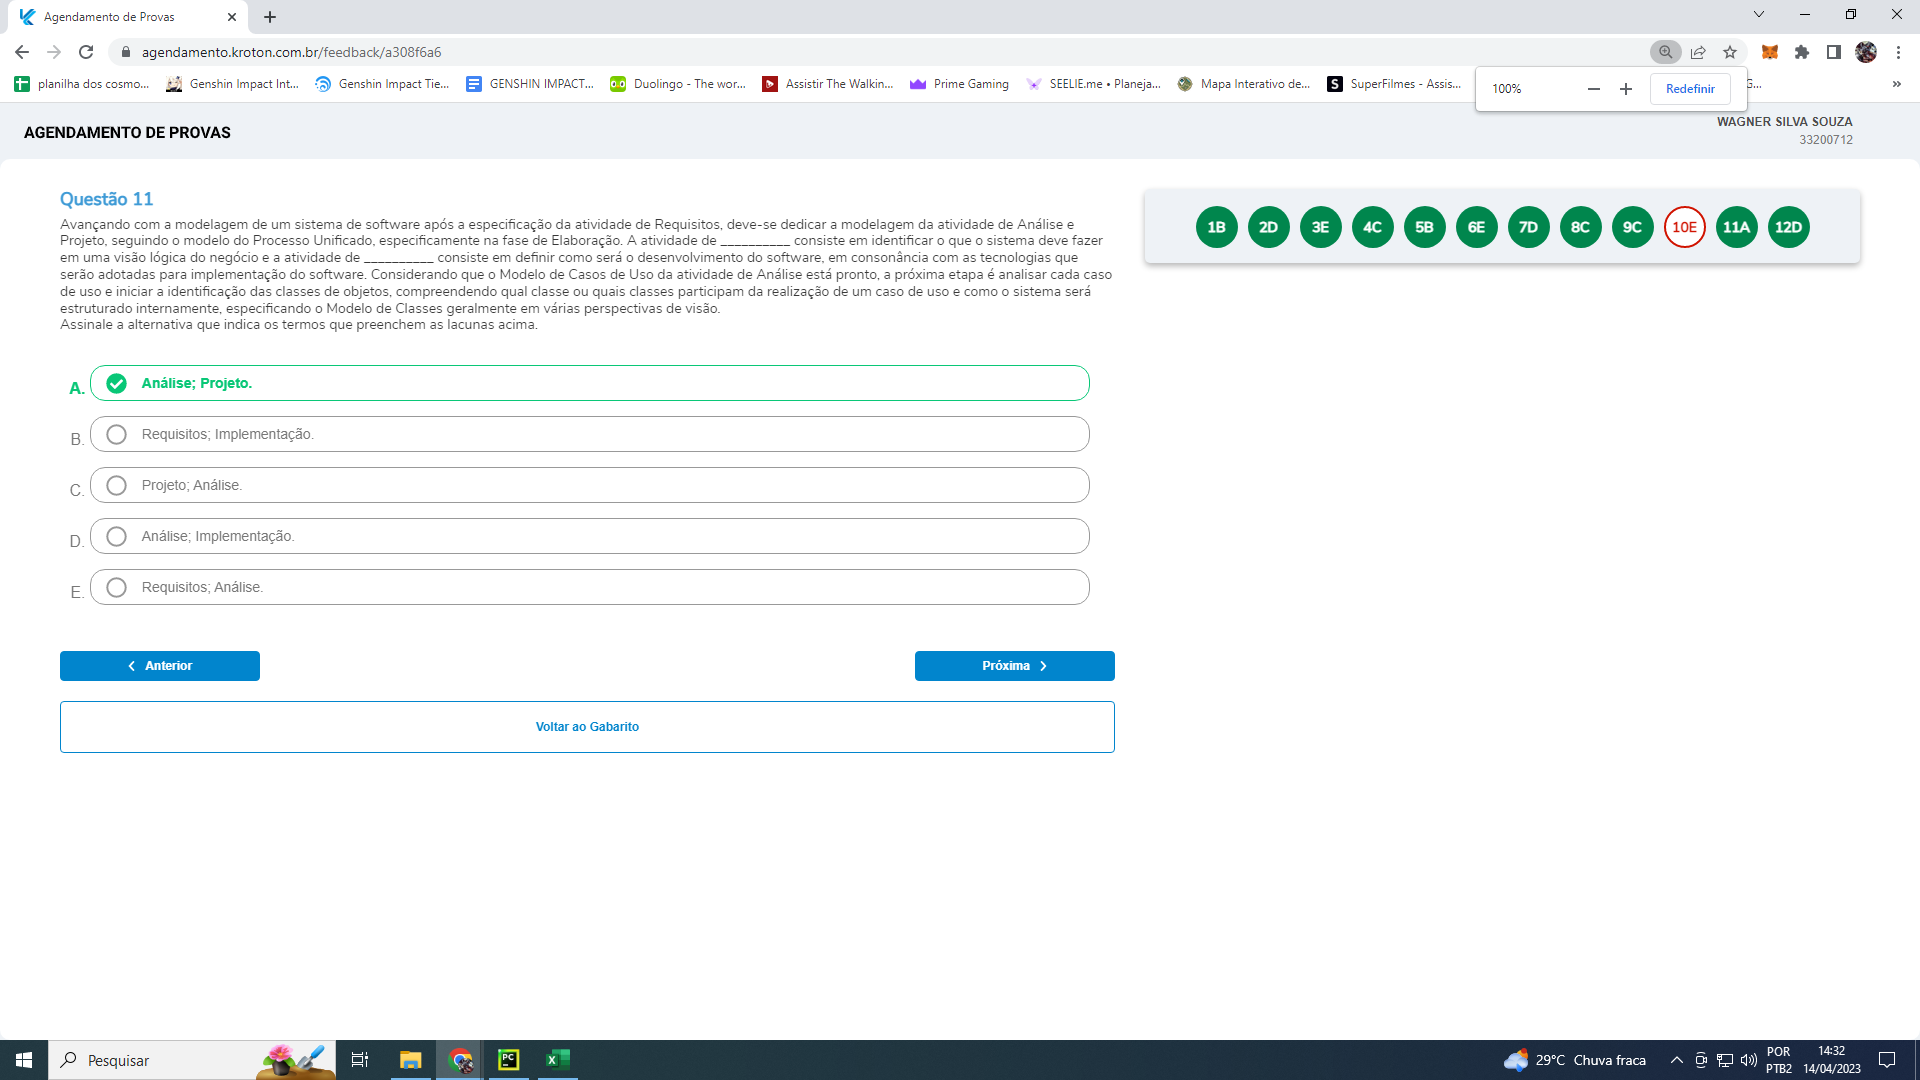 Agendamento de Provas
agendamento.kroton.com.br/feedback/a308f6a6
planilha dos cosmo...
Genshin Impact Int...
Genshin Impact Tie...
GENSHIN IMPACT...
Duolingo - The wor...
Assistir The Walkin...
Prime Gaming
SEELIE.me • Planeja...
Mapa Interativo de...
S SuperFilmes - Assis...
G...
»
100%
Redefinir
AGENDAMENTO DE PROVAS
WAGNER SILVA SOUZA
33200712
Questão 11
Avançando com a modelagem de um sistema de software após a especificação da atividade de Requisitos, deve-se dedicar a modelagem da atividade de Análise e
Projeto, seguindo o modelo do Processo Unificado, especificamente na fase de Elaboração. A atividade de __________ consiste em identificar o que o sistema deve fazer
em uma visão lógica do negócio e a atividade de __________ consiste em definir como será o desenvolvimento do software, em consonância com as tecnologias que
serão adotadas para implementação do software. Considerando que o Modelo de Casos de Uso da atividade de Análise está pronto, a próxima etapa é analisar cada caso
de uso e iniciar a identificação das classes de objetos, compreendendo qual classe ou quais classes participam da realização de um caso de uso e como o sistema será
estruturado internamente, especificando o Modelo de Classes geralmente em várias perspectivas de visão.
Assinale a alternativa que indica os termos que preenchem as lacunas acima.
1B 2D 3E 4C 5B 6E 7D 8C 9C 10E 11A 12D
A. Análise; Projeto.
B. Requisitos; Implementação.
C. Projeto; Análise.
D. Análise; Implementação.
E. Requisitos; Análise.
Anterior
Próxima
Voltar ao Gabarito
Pesquisar
PC
X
29°C Chuva fraca
POR
PTB2
14:32
14/04/2023